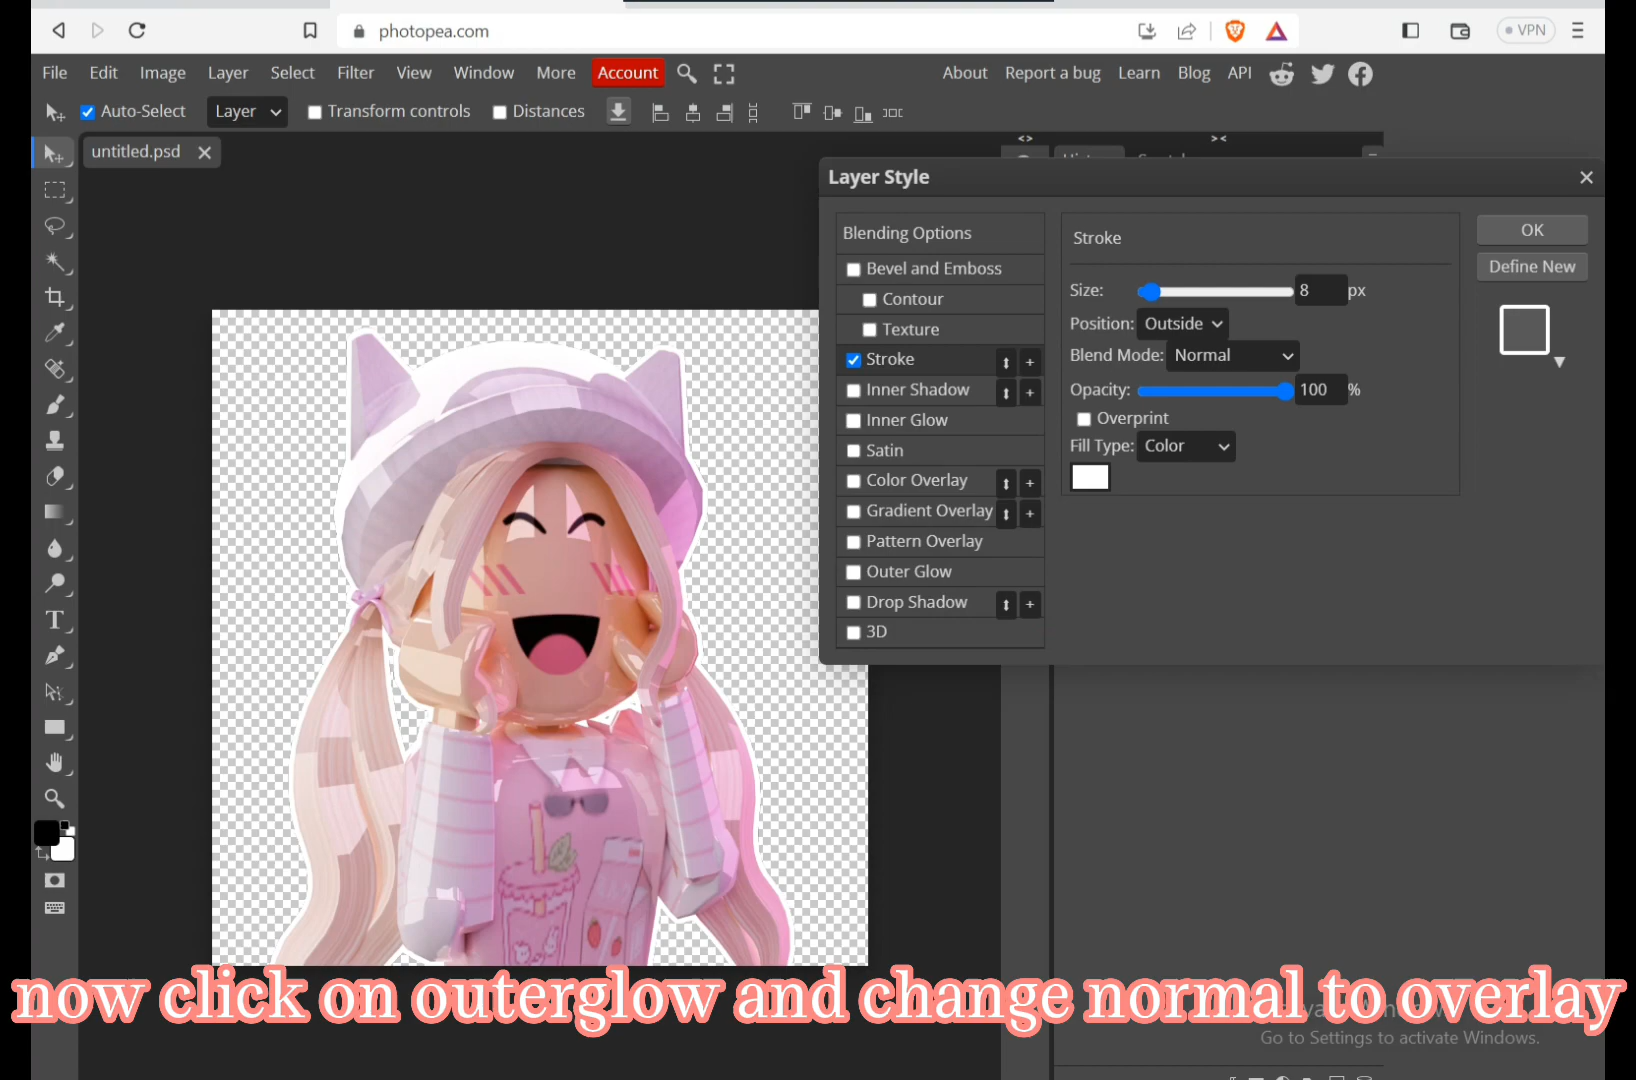 photopea.com
VPN
File Edit Image Layer Select Filter View Window More Account About Report a bug Learn Blog API
Auto-Select Layer Transform controls Distances
untitled.psd
Layer Style
Blending Options
Bevel and Emboss
Contour
Texture
Stroke
Inner Shadow
Inner Glow
Satin
Color Overlay
Gradient Overlay
Pattern Overlay
Outer Glow
Drop Shadow
3D
Stroke
Size: 8 px
Position: Outside
Blend Mode: Normal
Opacity: 100 %
Overprint
Fill Type: Color
OK
Define New
now click on outerglow and change normal to overlay
Go to Settings to activate Windows.